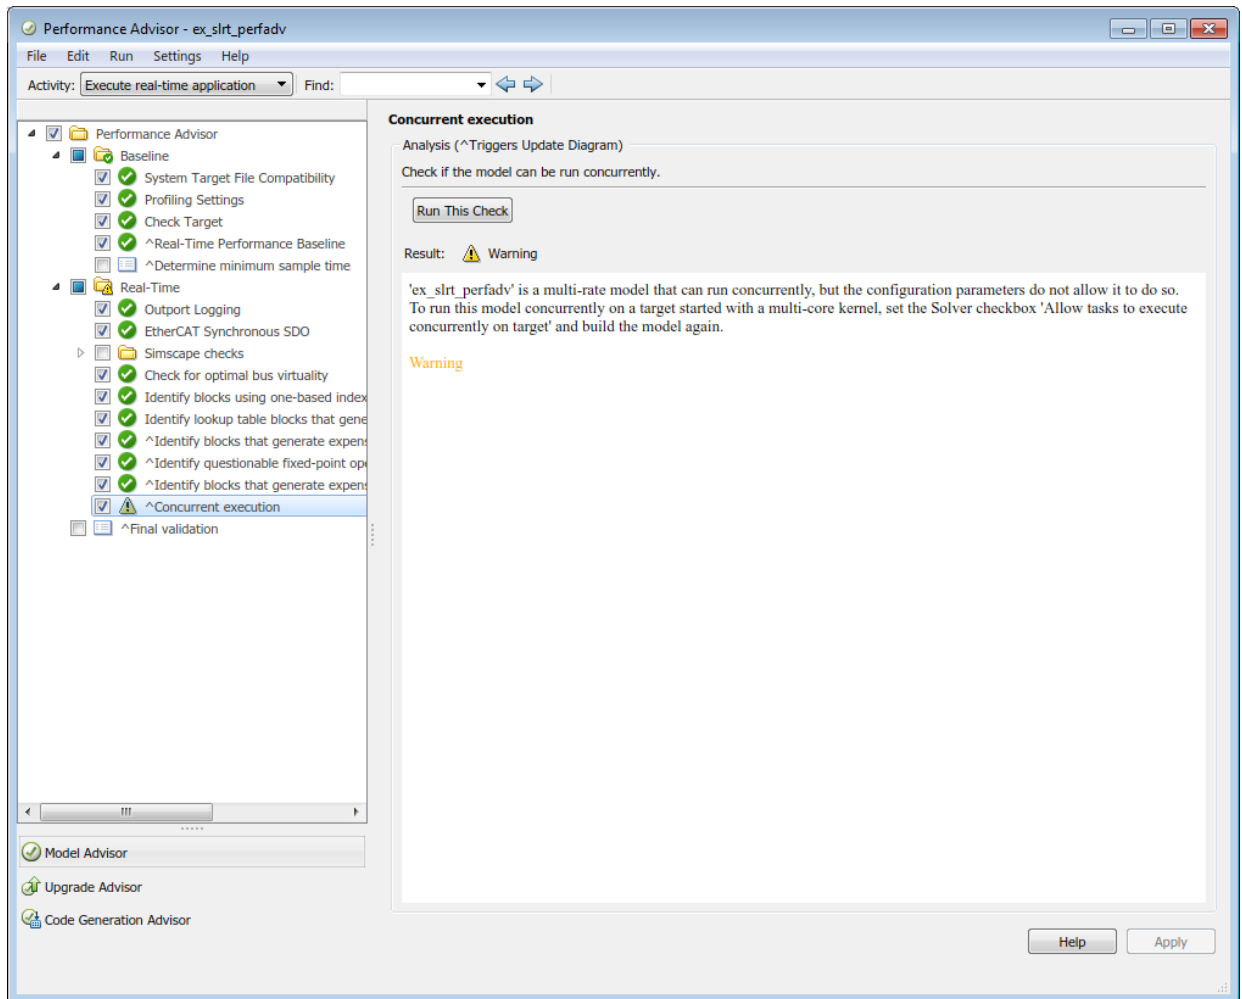 Performance Advisor - ex_slrt_perfadv
File Edit Run Settings Help
Activity: Execute real-time application Find:
Performance Advisor
Baseline
System Target File Compatibility
Profiling Settings
Check Target
^Real-Time Performance Baseline
^Determine minimum sample time
Real-Time
Outport Logging
EtherCAT Synchronous SDO
Simscape checks
Check for optimal bus virtuality
Identify blocks using one-based index
Identify lookup table blocks that gene
^Identify blocks that generate expens
^Identify questionable fixed-point op
^Identify blocks that generate expens
^Concurrent execution
^Final validation
Model Advisor
Upgrade Advisor
Code Generation Advisor
Concurrent execution
Analysis (^Triggers Update Diagram)
Check if the model can be run concurrently.
Run This Check
Result: Warning
'ex_slrt_perfadv' is a multi-rate model that can run concurrently, but the configuration parameters do not allow it to do so.
To run this model concurrently on a target started with a multi-core kernel, set the Solver checkbox 'Allow tasks to execute
concurrently on target' and build the model again.
Warning
Help Apply